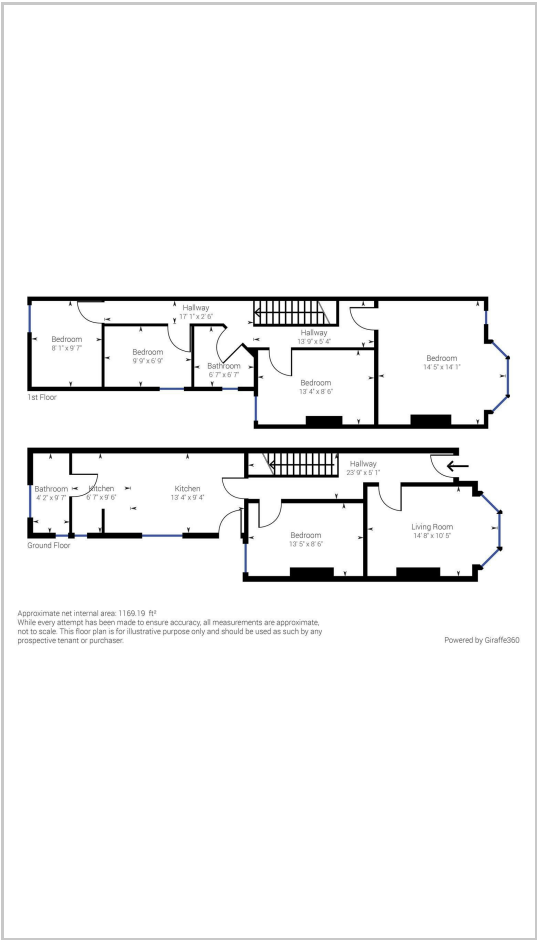 Hallway
17' 1" x 2' 6"
Hallway
13' 9" x 5' 4"
Bedroom
8' 1" x 9' 7"
Bedroom
9' 9" x 6' 9"
Bathroom
6' 7" x 6' 7"
Bedroom
13' 4" x 8' 6"
Bedroom
14' 5" x 14' 1"
1st Floor
Hallway
23' 9" x 5' 1"
Bathroom
4' 2" x 9' 7"
Kitchen
6' 7" x 9' 6"
Kitchen
13' 4" x 9' 4"
Bedroom
13' 5" x 8' 6"
Living Room
14' 8" x 10' 5"
Ground Floor
Approximate net internal area: 1169.19 ft²
While every attempt has been made to ensure accuracy, all measurements are approximate,
not to scale. This floor plan is for illustrative purpose only and should be used as such by any
prospective tenant or purchaser.
Powered by Giraffe360